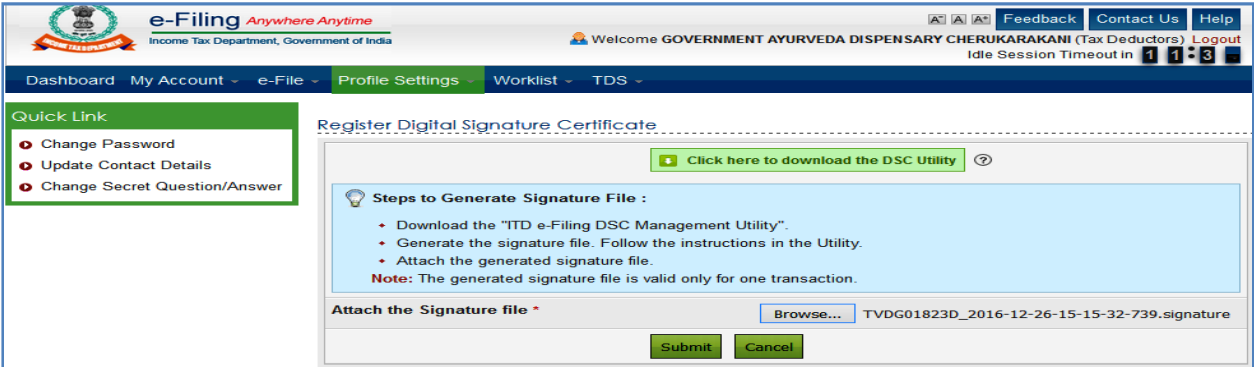 e-Filing Anywhere Anytime
Income Tax Department, Government of India
A- A A+ Feedback Contact Us Help
Welcome GOVERNMENT AYURVEDA DISPENSARY CHERUKARAKANI (Tax Deductors) Logout
Idle Session Timeout in 1 1 : 3
Dashboard My Account e-File Profile Settings Worklist TDS
Quick Link
Change Password
Update Contact Details
Change Secret Question/Answer
Register Digital Signature Certificate
Click here to download the DSC Utility ?
Steps to Generate Signature File :
Download the "ITD e-Filing DSC Management Utility".
Generate the signature file. Follow the instructions in the Utility.
Attach the generated signature file.
Note: The generated signature file is valid only for one transaction.
Attach the Signature file * Browse... TVDG01823D_2016-12-26-15-15-32-739.signature
Submit Cancel